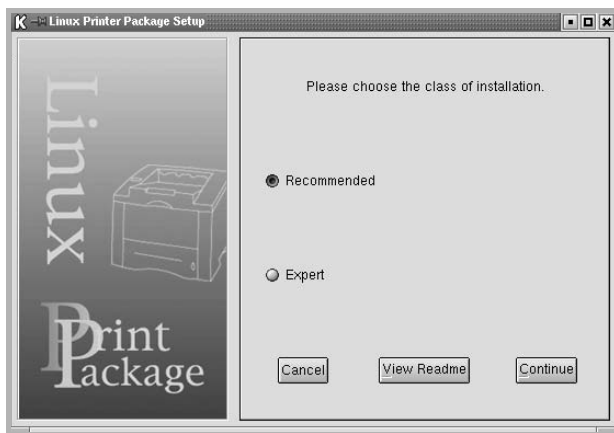 Linux Printer Package Setup
Linux
Print
Package
Please choose the class of installation.
Recommended
Expert
Cancel
View Readme
Continue